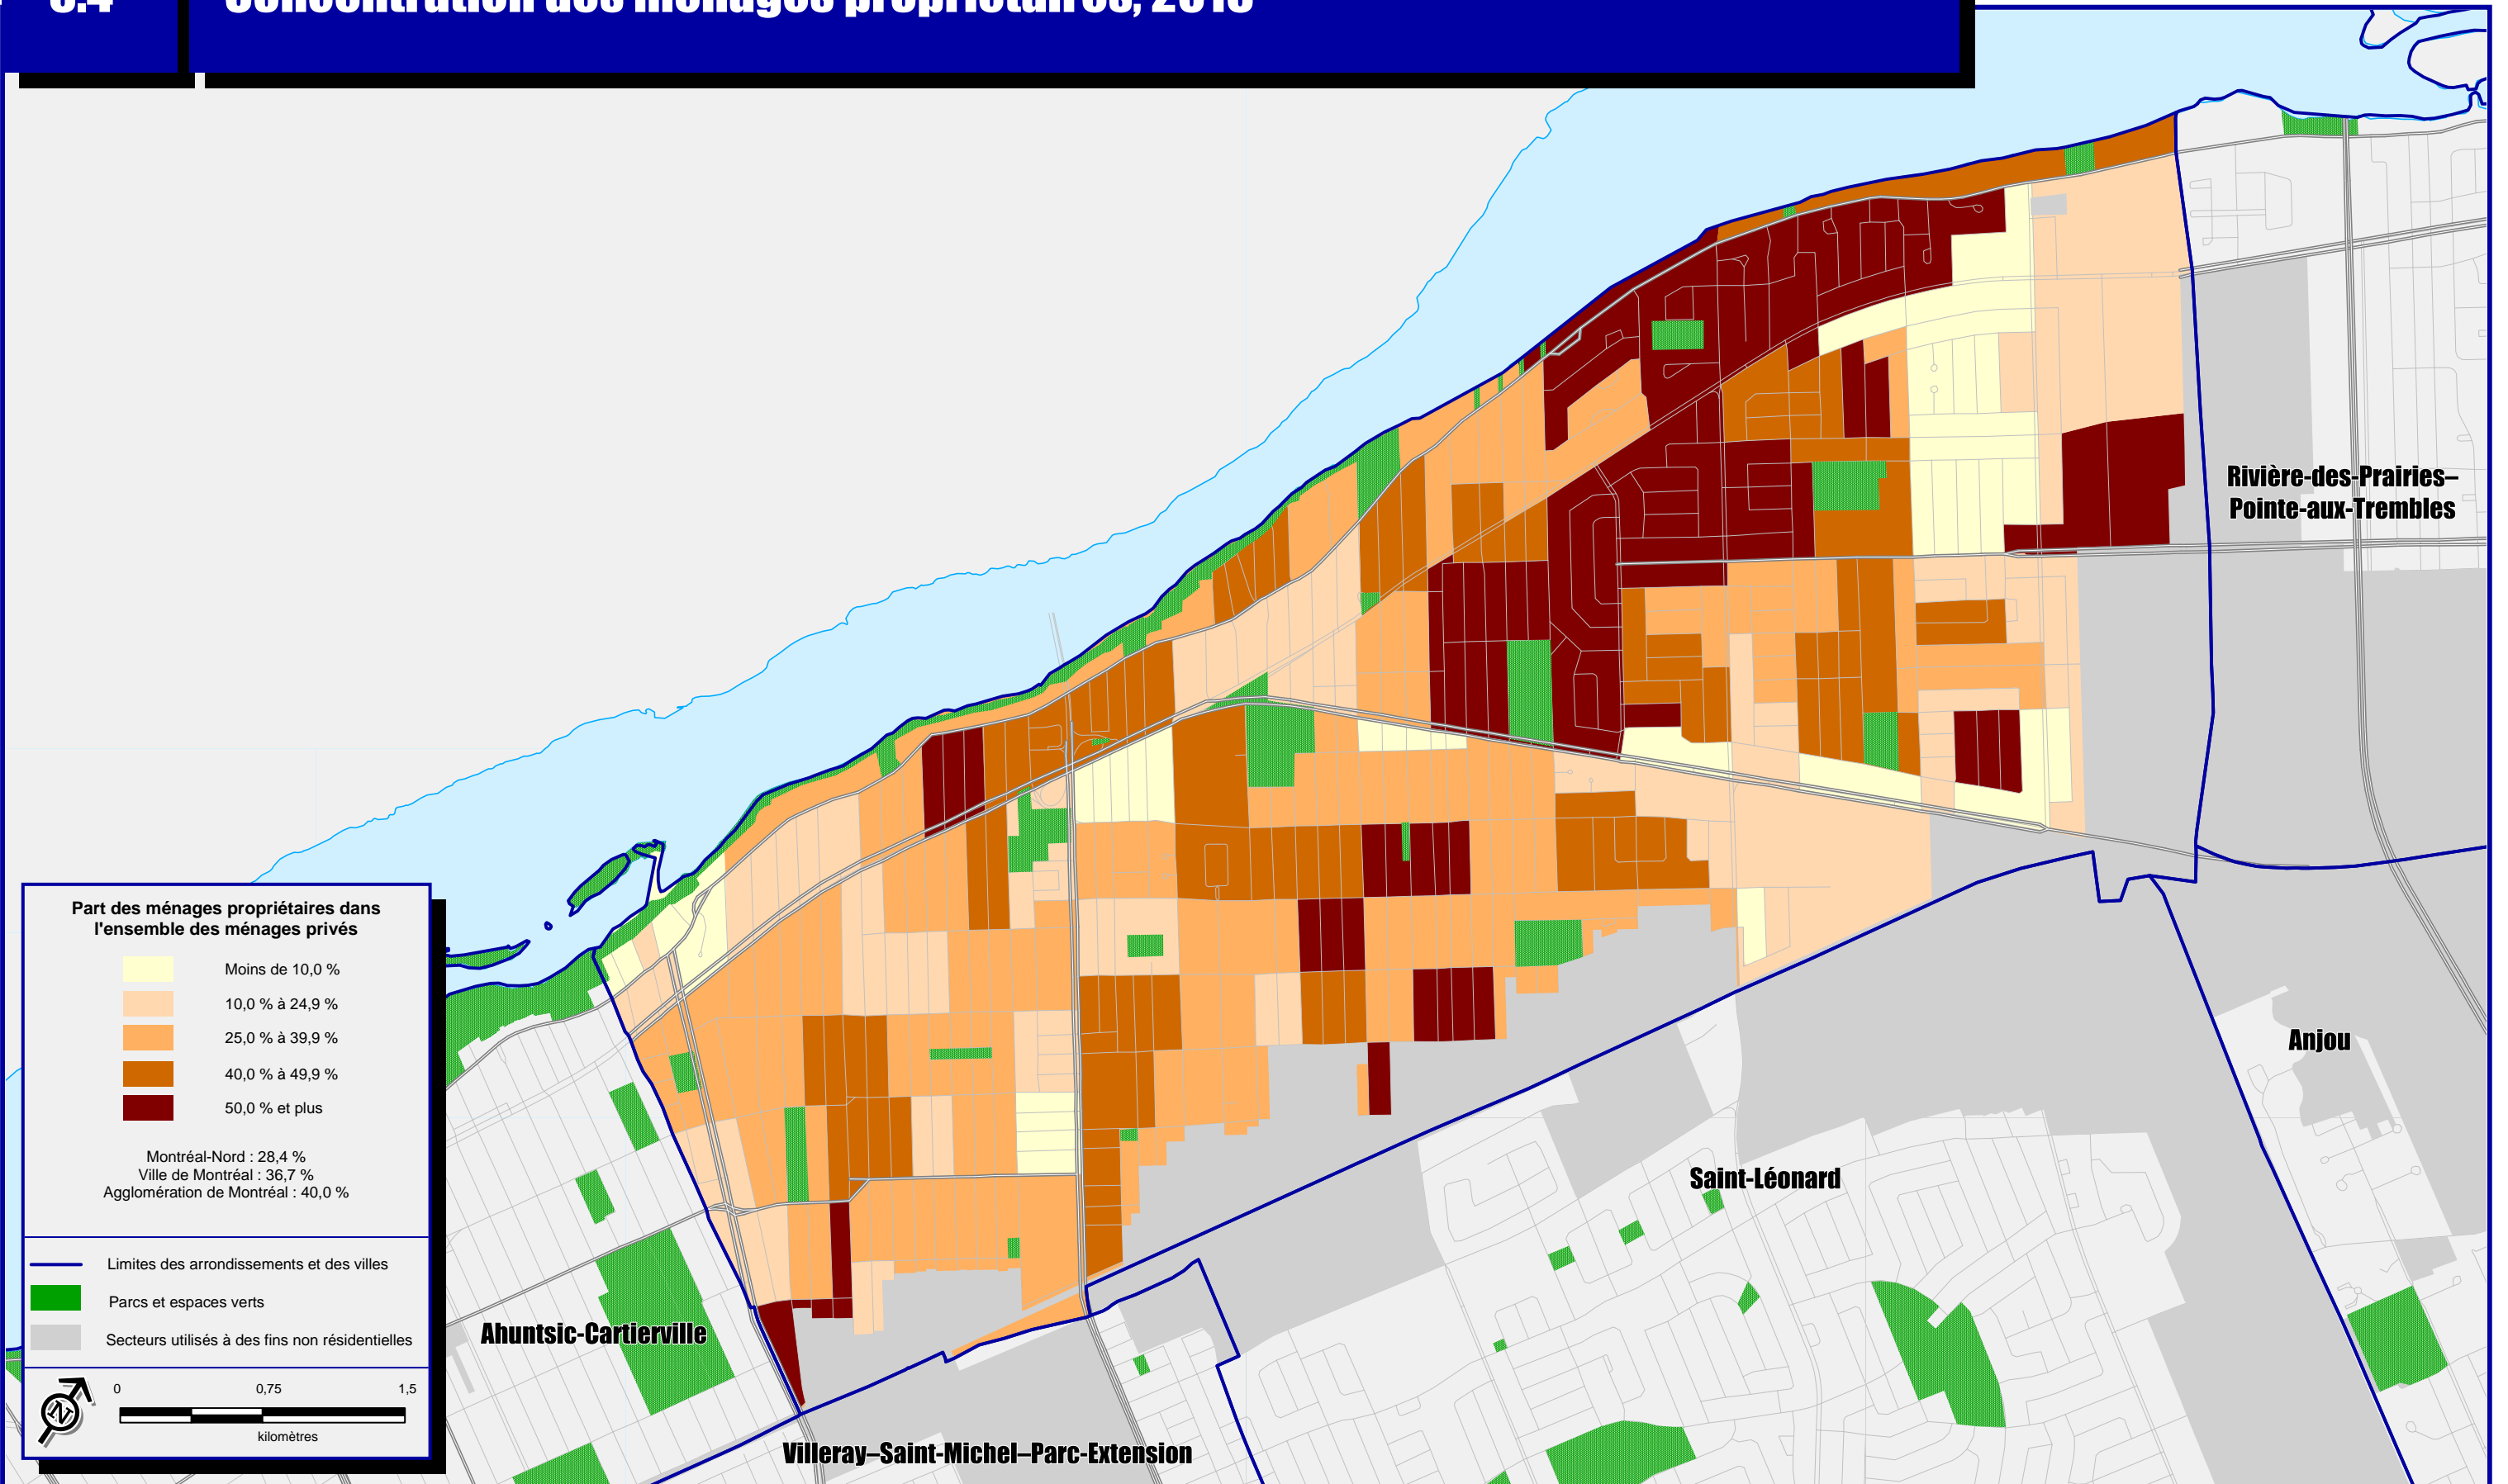 Concentration des ménages propriétaires,
Rivière-des-Prairies–
Pointe-aux-Trembles
Anjou
Saint-Léonard
Ahuntsic-Cartierville
Villeray–Saint-Michel–Parc-Extension
Part des ménages propriétaires dans
l'ensemble des ménages privés
Moins de 10,0 %
10,0 % à 24,9 %
25,0 % à 39,9 %
40,0 % à 49,9 %
50,0 % et plus
Montréal-Nord : 28,4 %
Ville de Montréal : 36,7 %
Agglomération de Montréal : 40,0 %
Limites des arrondissements et des villes
Parcs et espaces verts
Secteurs utilisés à des fins non résidentielles
N
0 0,75 1,5
kilomètres